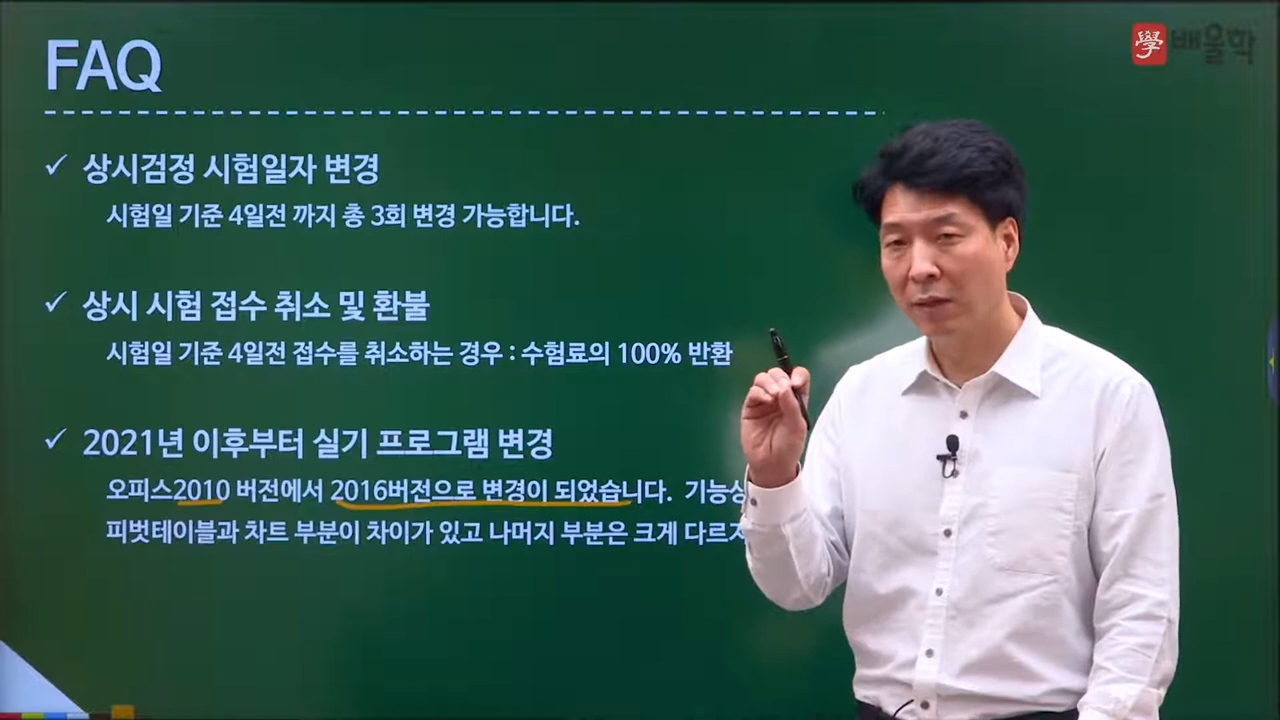 FAQ
學 배울학
✓ 상시검정 시험일자 변경
시험일 기준 4일전 까지 총 3회 변경 가능합니다.
✓ 상시 시험 접수 취소 및 환불
시험일 기준 4일전 접수를 취소하는 경우 : 수험료의 100% 반환
✓ 2021년 이후부터 실기 프로그램 변경
오피스2010 버전에서 2016버전으로 변경이 되었습니다. 기능상
피벗테이블과 차트 부분이 차이가 있고 나머지 부분은 크게 다르지